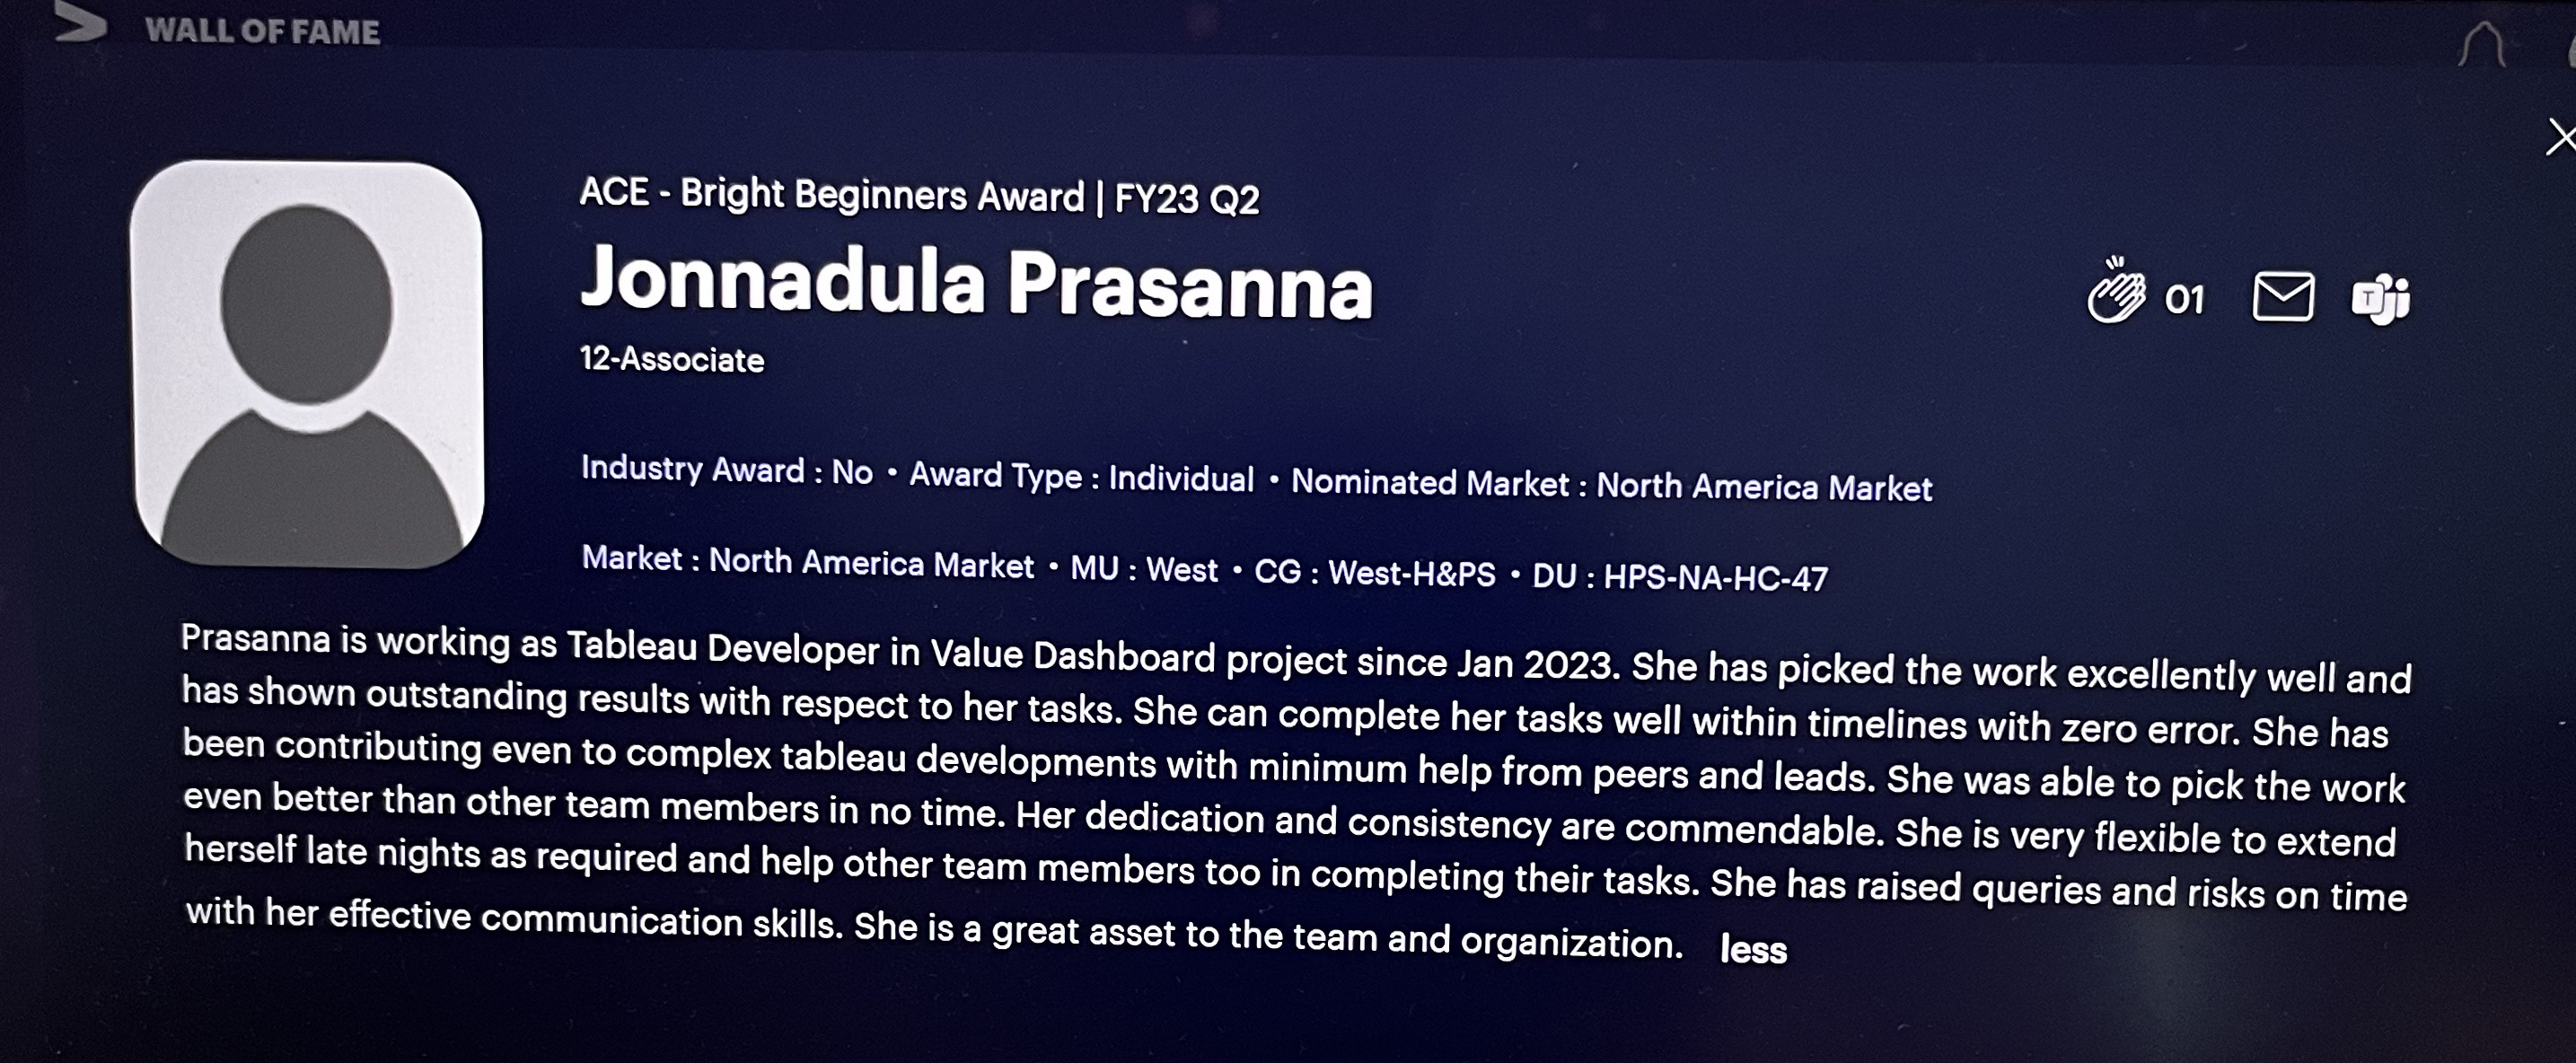 WALL OF FAME
ACE - Bright Beginners Award | FY23 Q2
Jonnadula Prasanna
12-Associate
01
Industry Award : No • Award Type : Individual • Nominated Market : North America Market
Market : North America Market • MU : West • CG : West-H&PS • DU : HPS-NA-HC-47
Prasanna is working as Tableau Developer in Value Dashboard project since Jan 2023. She has picked the work excellently well and
has shown outstanding results with respect to her tasks. She can complete her tasks well within timelines with zero error. She has
been contributing even to complex tableau developments with minimum help from peers and leads. She was able to pick the work
even better than other team members in no time. Her dedication and consistency are commendable. She is very flexible to extend
herself late nights as required and help other team members too in completing their tasks. She has raised queries and risks on time
with her effective communication skills. She is a great asset to the team and organization. less